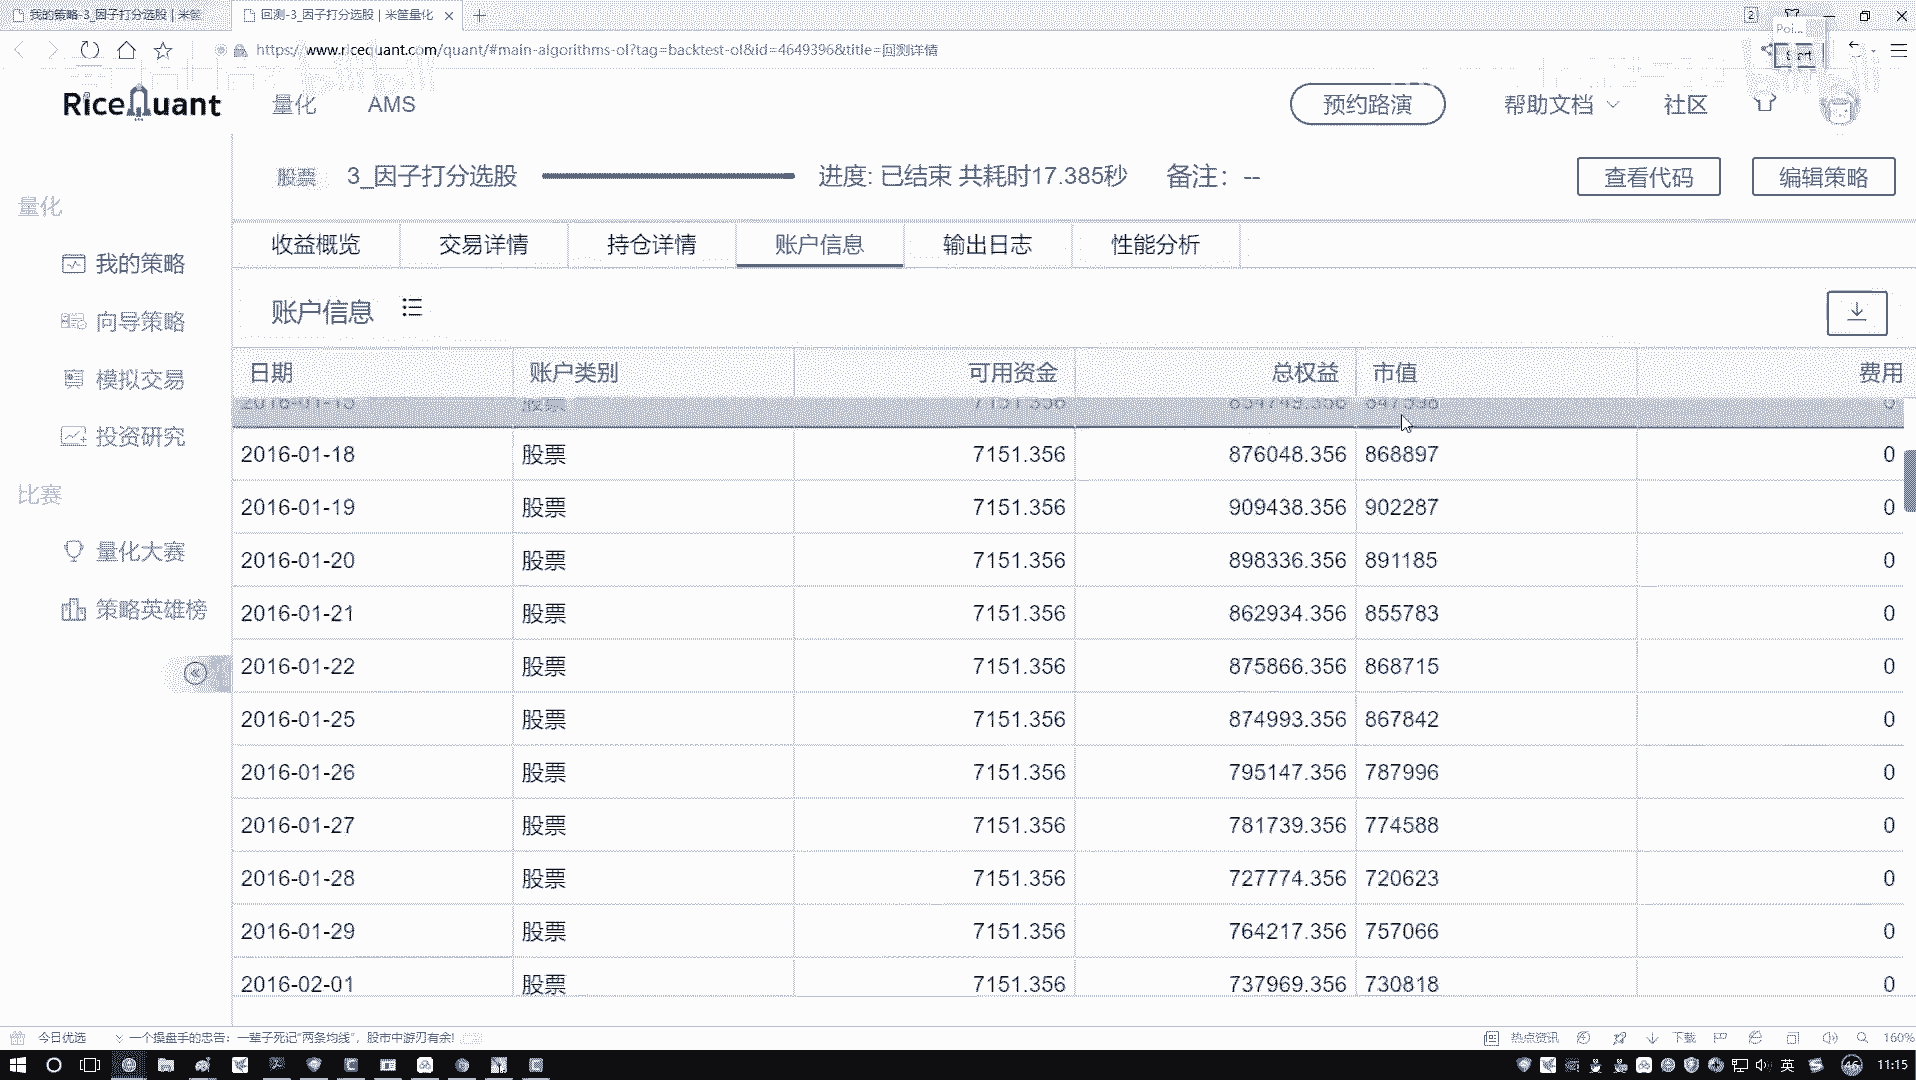 我的策略-3_因子打分选股 | 米筐
回测-3_因子打分选股 | 米筐量化
2
https://www.ricequant.com/quant/#main-algorithms-ol?tag=backtest-ol&id=4649396&title=回测详情
RiceQuant 量化 AMS 预约路演 帮助文档 社区
股票 3_因子打分选股 进度: 已结束 共耗时17.385秒 备注: -- 查看代码 编辑策略
量化
我的策略
向导策略
模拟交易
投资研究
比赛
量化大赛
策略英雄榜
收益概览 交易详情 持仓详情 账户信息 输出日志 性能分析
账户信息
日期 账户类别 可用资金 总权益 市值 费用
2016-01-15 股票 7151.356 854749.356 847598 0
2016-01-18 股票 7151.356 876048.356 868897 0
2016-01-19 股票 7151.356 909438.356 902287 0
2016-01-20 股票 7151.356 898336.356 891185 0
2016-01-21 股票 7151.356 862934.356 855783 0
2016-01-22 股票 7151.356 875866.356 868715 0
2016-01-25 股票 7151.356 874993.356 867842 0
2016-01-26 股票 7151.356 795147.356 787996 0
2016-01-27 股票 7151.356 781739.356 774588 0
2016-01-28 股票 7151.356 727774.356 720623 0
2016-01-29 股票 7151.356 764217.356 757066 0
2016-02-01 股票 7151.356 737969.356 730818 0
今日优选 一个操盘手的忠告：一辈子死记"两条均线"，股市中游刃有余! 热点资讯 下载 160%
英 46 11:15